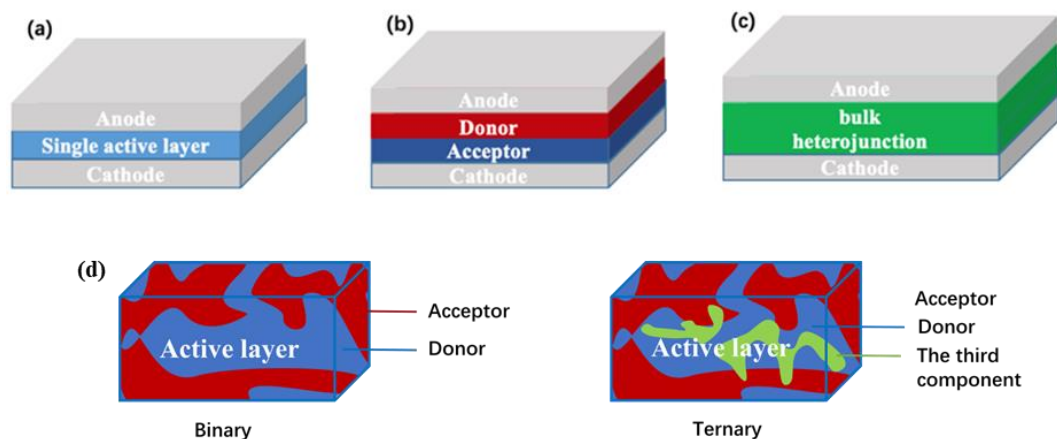 (a)
Anode
Single active layer
Cathode
(b)
Anode
Donor
Acceptor
Cathode
(c)
Anode
bulk
heterojunction
Cathode
(d)
Active layer
Acceptor
Donor
Binary
Active layer
Acceptor
Donor
The third
component
Ternary